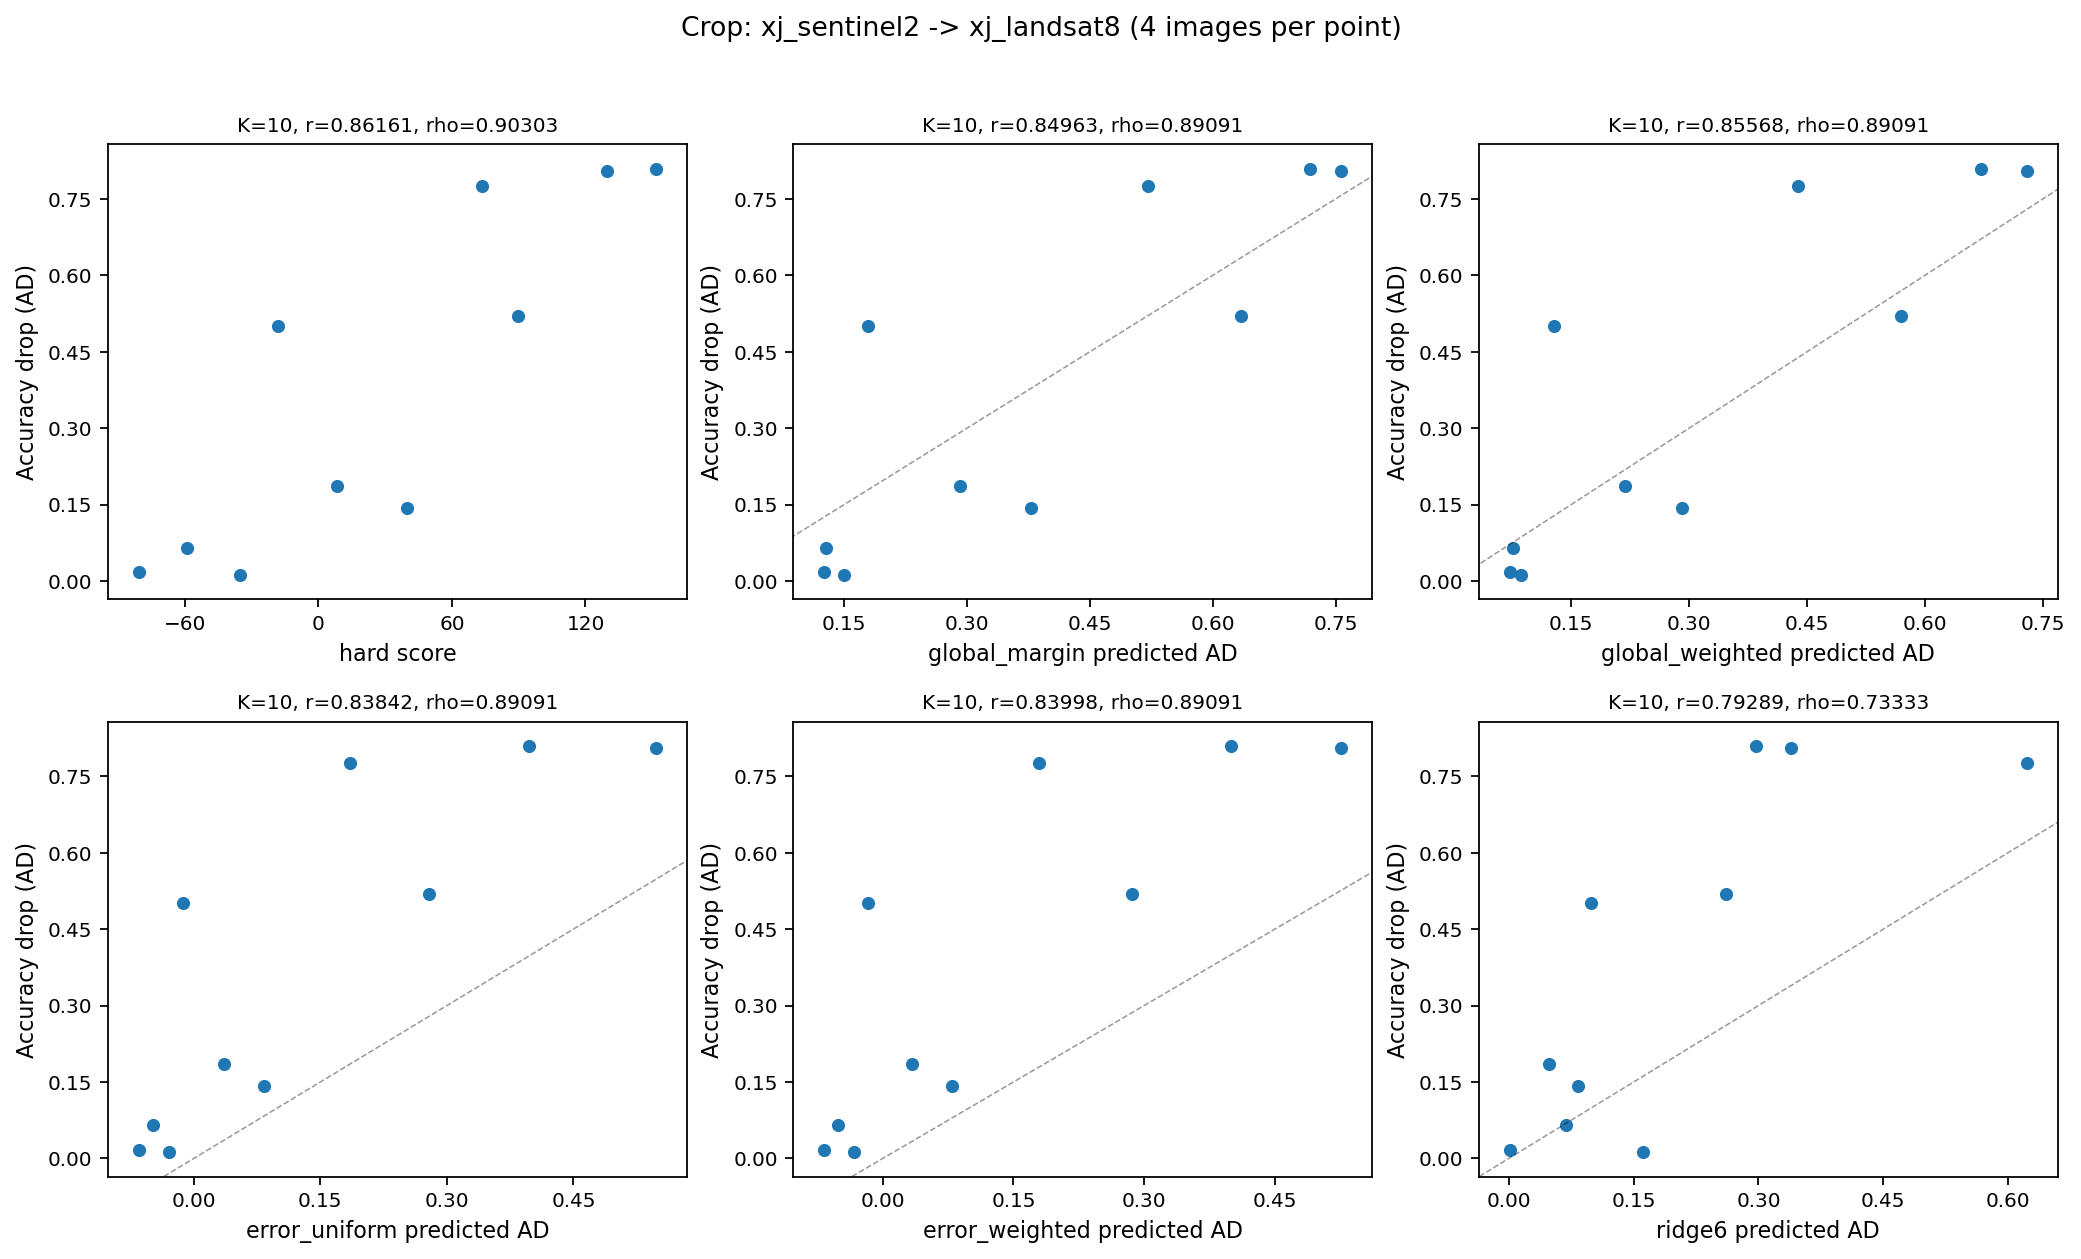 Crop: xj_sentinel2 -> xj_landsat8 (4 images per point)
K=10, r=0.86161, rho=0.90303
Accuracy drop (AD)
0.75
0.60
0.45
0.30
0.15
0.00
−60 0 60 120
hard score
K=10, r=0.84963, rho=0.89091
Accuracy drop (AD)
0.75
0.60
0.45
0.30
0.15
0.00
0.15 0.30 0.45 0.60 0.75
global_margin predicted AD
K=10, r=0.85568, rho=0.89091
Accuracy drop (AD)
0.75
0.60
0.45
0.30
0.15
0.00
0.15 0.30 0.45 0.60 0.75
global_weighted predicted AD
K=10, r=0.83842, rho=0.89091
Accuracy drop (AD)
0.75
0.60
0.45
0.30
0.15
0.00
0.00 0.15 0.30 0.45
error_uniform predicted AD
K=10, r=0.83998, rho=0.89091
Accuracy drop (AD)
0.75
0.60
0.45
0.30
0.15
0.00
0.00 0.15 0.30 0.45
error_weighted predicted AD
K=10, r=0.79289, rho=0.73333
Accuracy drop (AD)
0.75
0.60
0.45
0.30
0.15
0.00
0.00 0.15 0.30 0.45 0.60
ridge6 predicted AD